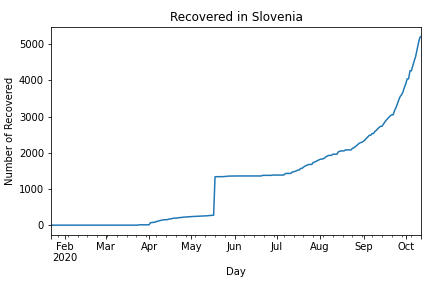 Recovered in Slovenia
Number of Recovered
5000
4000
3000
2000
1000
0
Feb
2020
Mar
Apr
May
Jun
Jul
Aug
Sep
Oct
Day